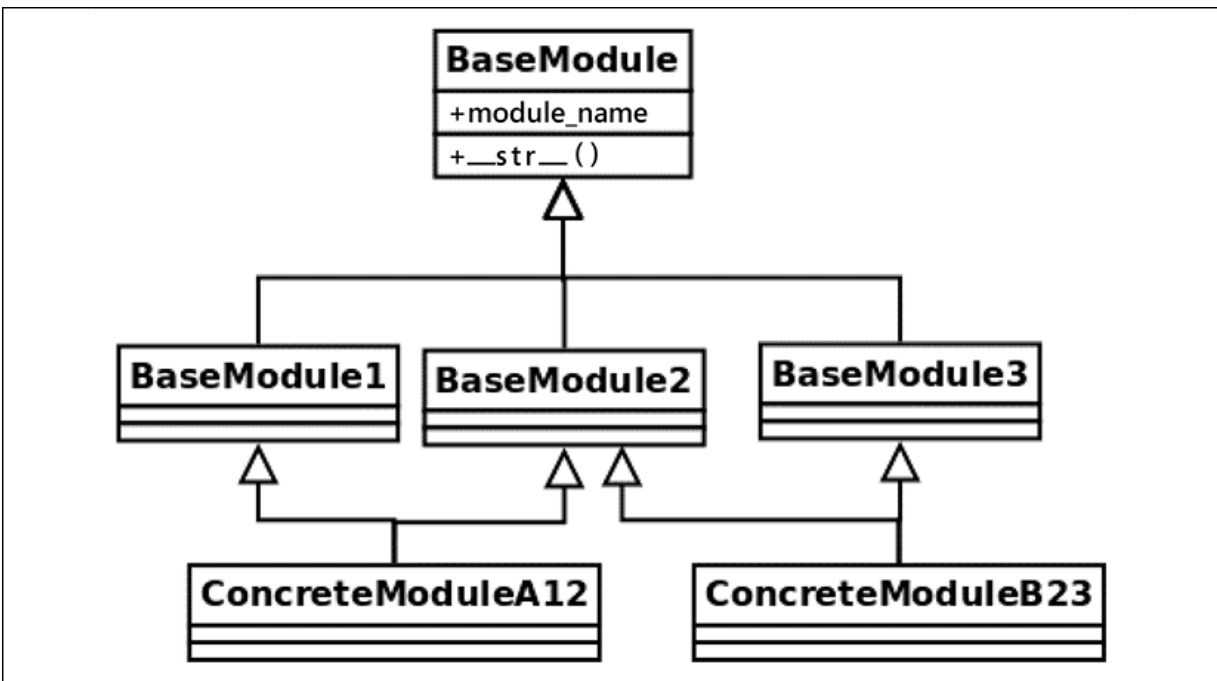 BaseModule
+module_name
+__str__()
BaseModule1
BaseModule2
BaseModule3
ConcreteModuleA12
ConcreteModuleB23